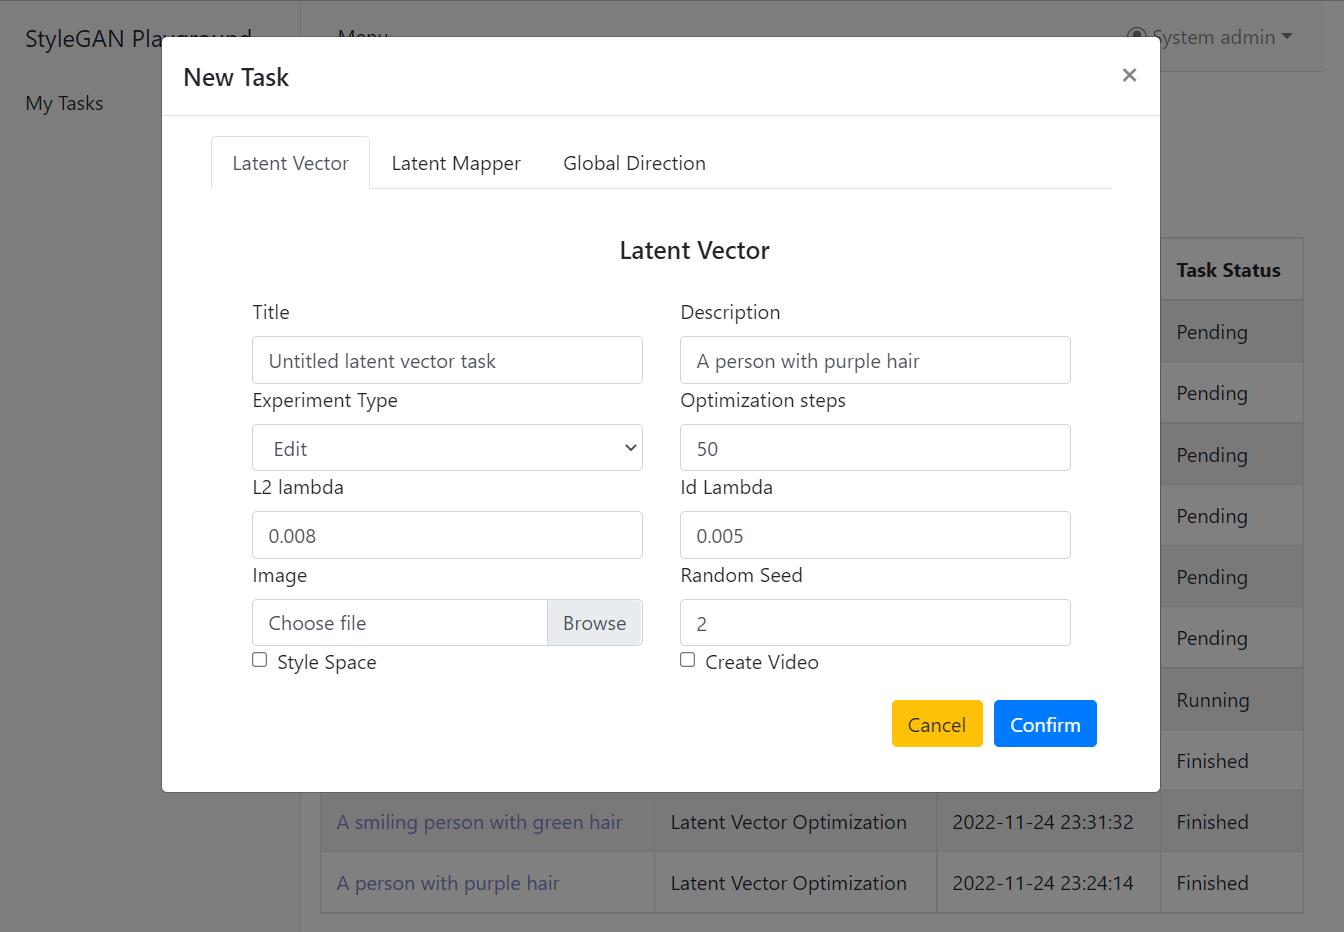 StyleGAN Playground
Menu
System admin
My Tasks
New Task
×
Latent Vector
Latent Mapper
Global Direction
Latent Vector
Title
Description
Untitled latent vector task
A person with purple hair
Experiment Type
Optimization steps
Edit
50
L2 lambda
Id Lambda
0.008
0.005
Image
Random Seed
Choose file
Browse
2
Style Space
Create Video
Cancel
Confirm
Task Status
Pending
Pending
Pending
Pending
Pending
Pending
Running
Finished
A smiling person with green hair
Latent Vector Optimization
2022-11-24 23:31:32
Finished
A person with purple hair
Latent Vector Optimization
2022-11-24 23:24:14
Finished